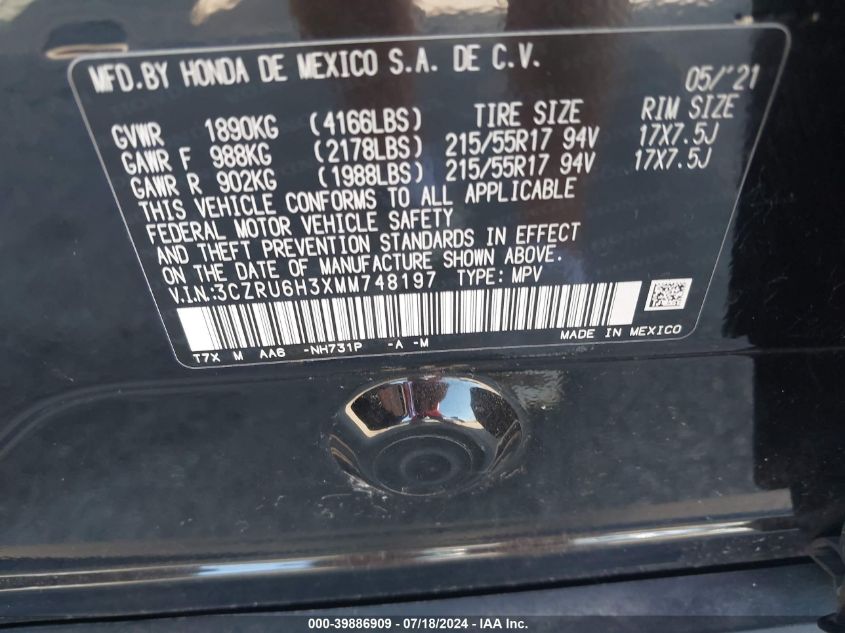 MFD.BY HONDA DE MEXICO S.A. DE C.V.
05/'21
GVWR 1890KG (4166LBS) TIRE SIZE RIM SIZE
GAWR F 988KG (2178LBS) 215/55R17 94V 17X7.5J
GAWR R 902KG (1988LBS) 215/55R17 94V 17X7.5J
THIS VEHICLE CONFORMS TO ALL APPLICABLE
FEDERAL MOTOR VEHICLE SAFETY
AND THEFT PREVENTION STANDARDS IN EFFECT
ON THE DATE OF MANUFACTURE SHOWN ABOVE.
V.I.N:3CZRU6H3XMM748197 TYPE: MPV
T7X M AA6 -NH731P -A -M MADE IN MEXICO
000-39886909 - 07/18/2024 - IAA Inc.